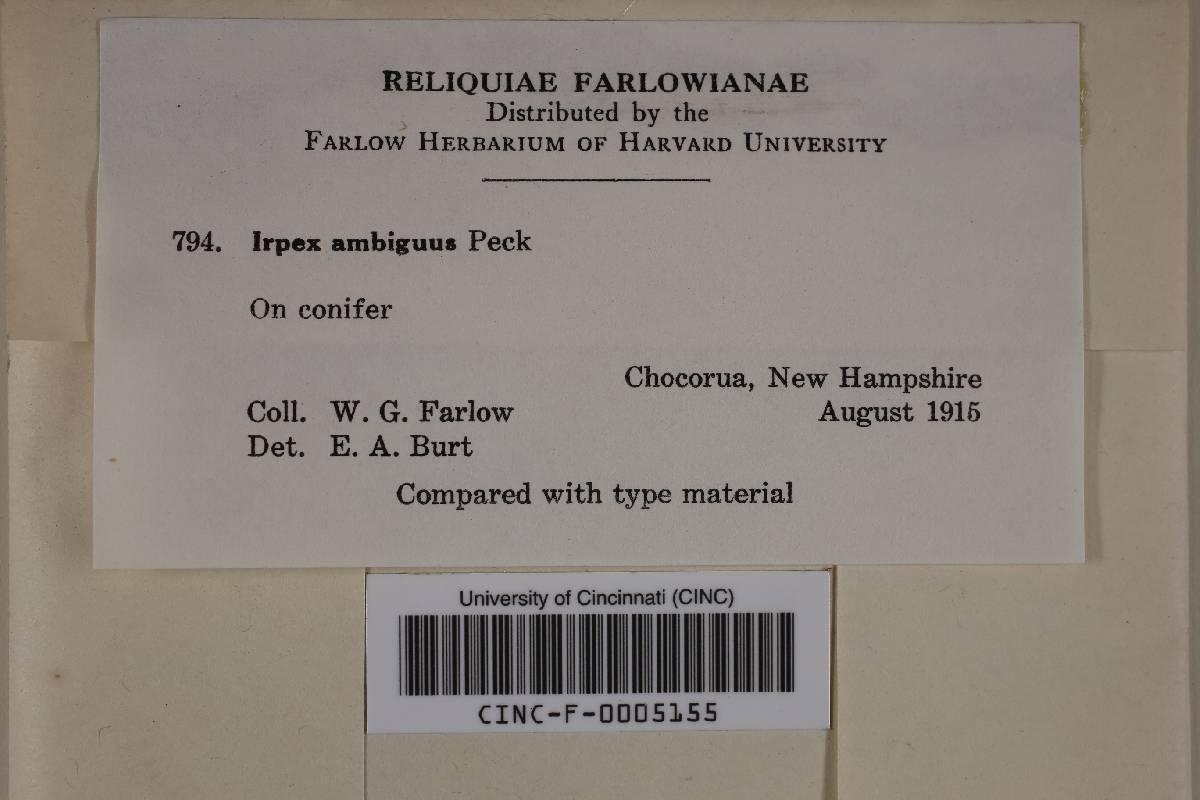 RELIQUIAE FARLOWIANAE
Distributed by the
FARLOW HERBARIUM OF HARVARD UNIVERSITY
794. Irpex ambiguus Peck
On conifer
Chocorua, New Hampshire
Coll. W. G. Farlow August 1915
Det. E. A. Burt
Compared with type material
University of Cincinnati (CINC)
CINC-F-0005155